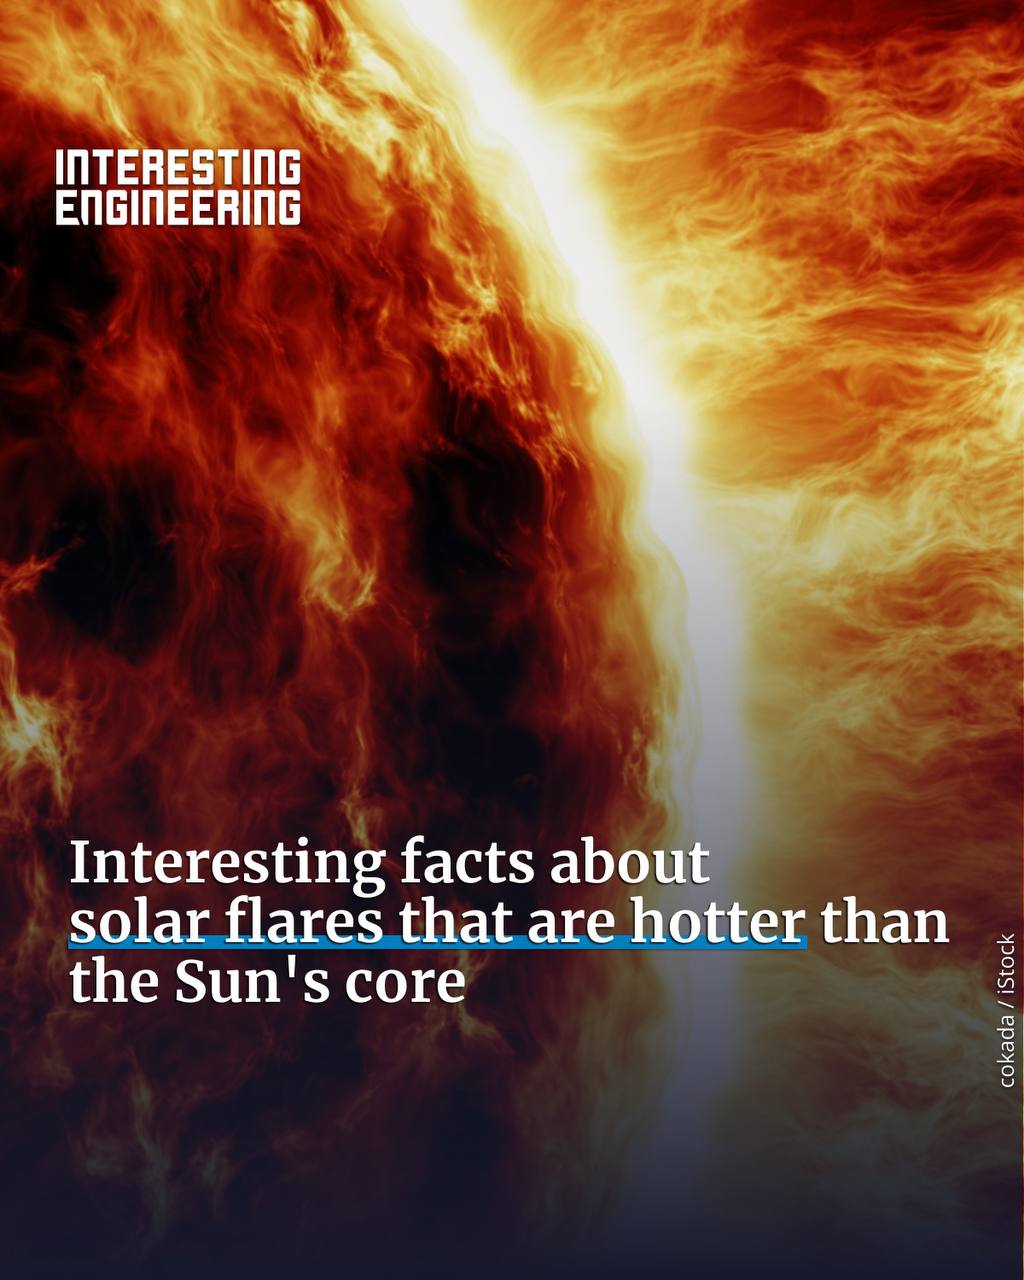 INTERESTING
ENGINEERING
Interesting facts about
solar flares that are hotter than
the Sun's core
cokada / iStock